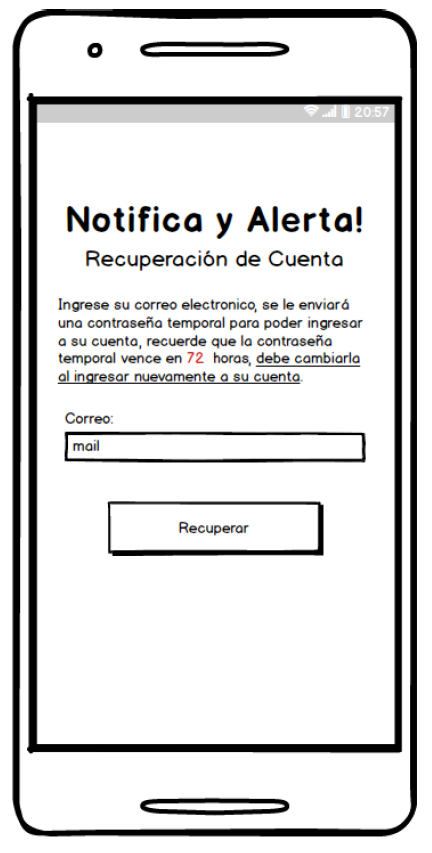 20:57
Notifica y Alerta!
Recuperación de Cuenta
Ingrese su correo electronico, se le enviará
una contraseña temporal para poder ingresar
a su cuenta, recuerde que la contraseña
temporal vence en 72 horas, debe cambiarla
al ingresar nuevamente a su cuenta.
Correo:
mail
Recuperar